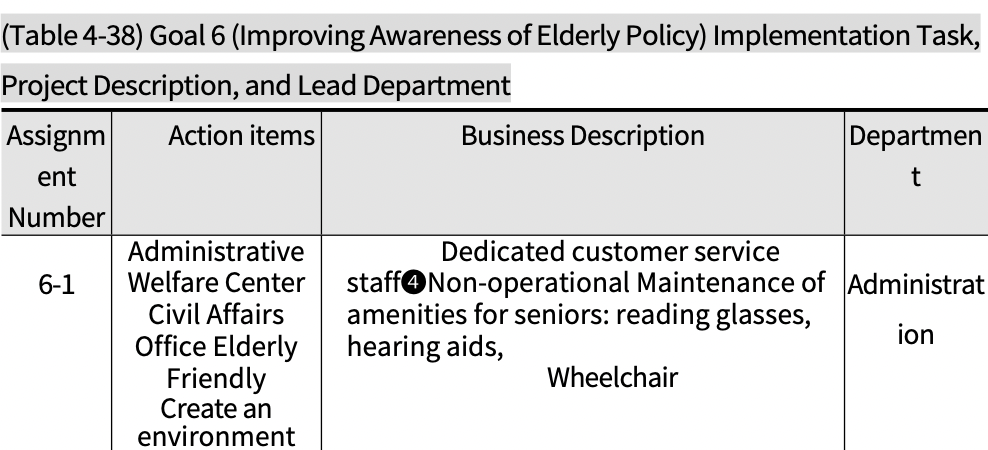 (Table 4-38) Goal 6 (Improving Awareness of Elderly Policy) Implementation Task,
Project Description, and Lead Department
Assignm
ent
Number
Action items
Business Description
Departmen
t
6-1
Administrative
Welfare Center
Civil Affairs
Office Elderly
Friendly
Create an
environment
Dedicated customer service
staff❹Non-operational Maintenance of
amenities for seniors: reading glasses,
hearing aids,
Wheelchair
Administrat
ion